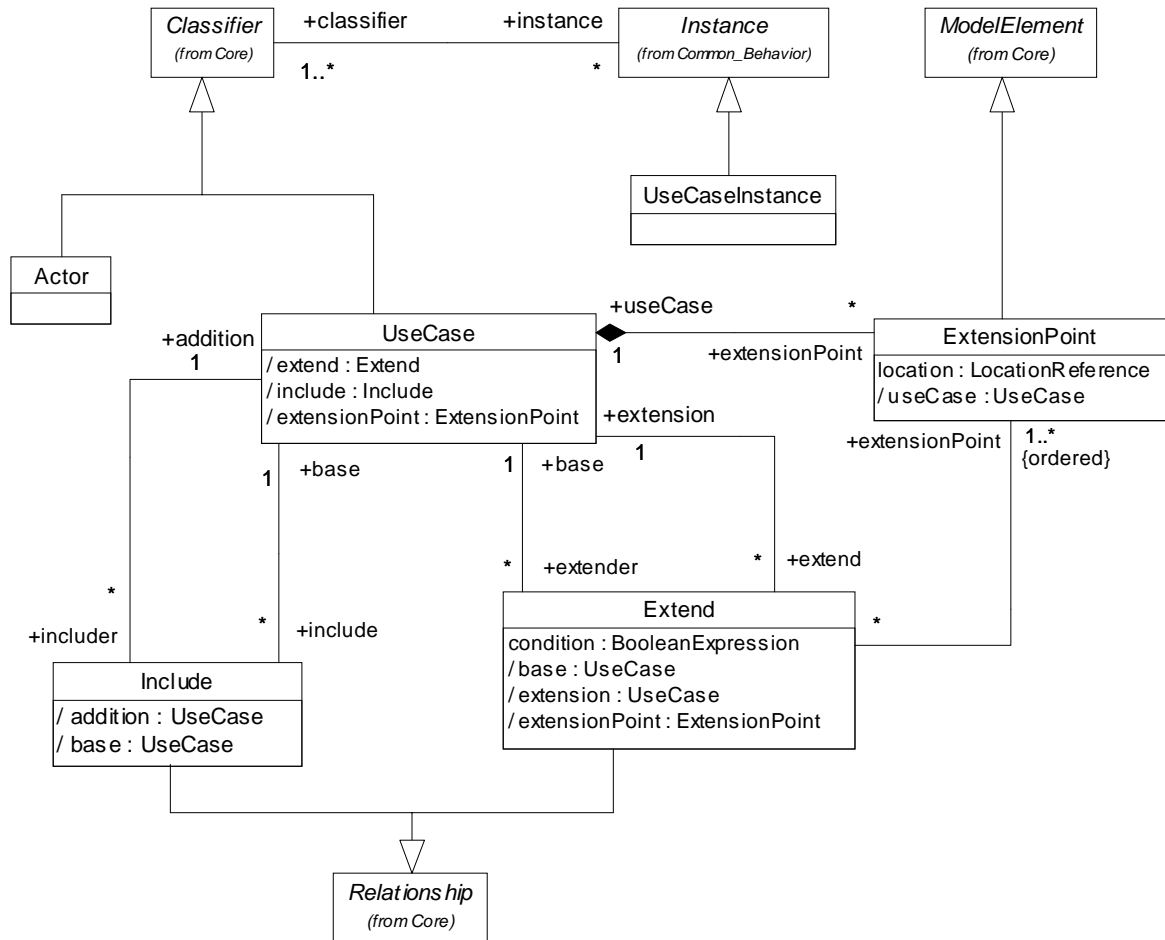 Classifier
(from Core)
+classifier
1..*
+instance
*
Instance
(from Common_Behavior)
ModelElement
(from Core)
UseCaseInstance
Actor
+addition
1
UseCase
/ extend : Extend
/ include : Include
/ extensionPoint : ExtensionPoint
+useCase
1
*
+extensionPoint
ExtensionPoint
location : LocationReference
/ useCase : UseCase
+extension
1
+extensionPoint
1..*
{ordered}
1
+base
1
+base
*
+includer
*
+include
*
+extender
*
+extend
*
Include
/ addition : UseCase
/ base : UseCase
Extend
condition : BooleanExpression
/ base : UseCase
/ extension : UseCase
/ extensionPoint : ExtensionPoint
Relationship
(from Core)